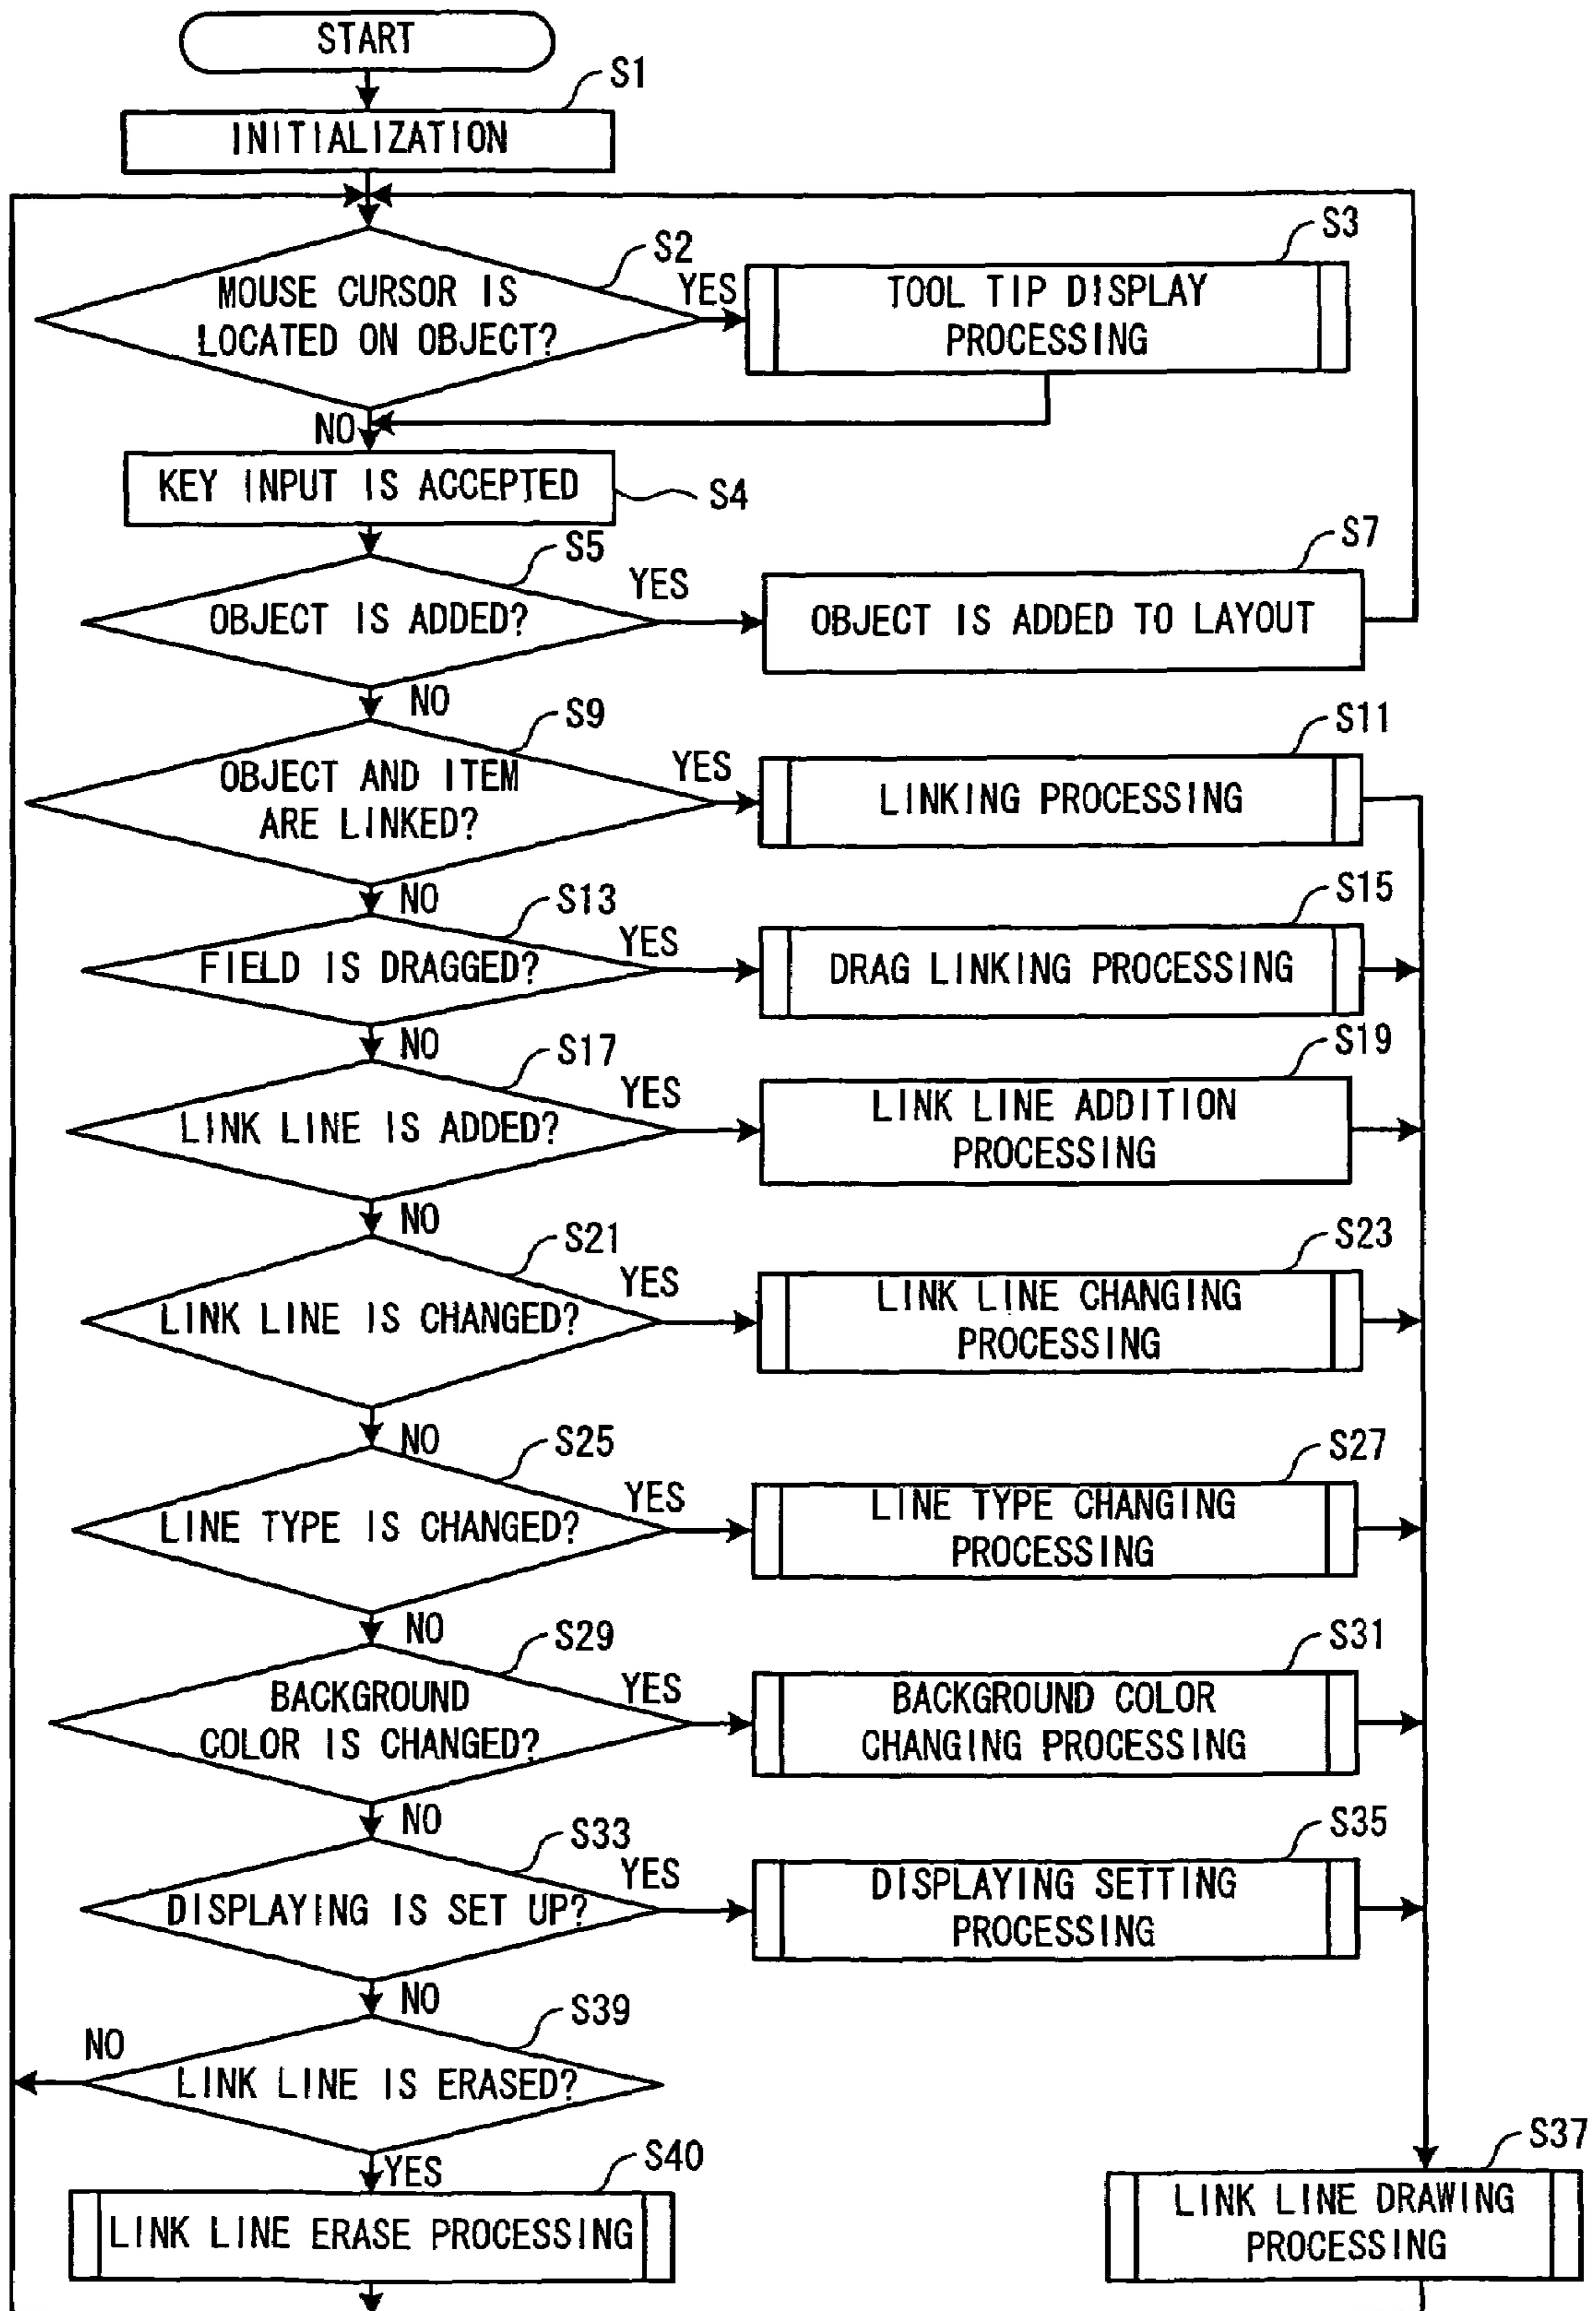 START
S1
INITIALIZATION
S2
MOUSE CURSOR IS
LOCATED ON OBJECT?
YES
S3
TOOL TIP DISPLAY
PROCESSING
NO
KEY INPUT IS ACCEPTED
S4
S5
OBJECT IS ADDED?
YES
S7
OBJECT IS ADDED TO LAYOUT
NO
S9
OBJECT AND ITEM
ARE LINKED?
YES
S11
LINKING PROCESSING
NO
S13
FIELD IS DRAGGED?
YES
S15
DRAG LINKING PROCESSING
NO
S17
LINK LINE IS ADDED?
YES
S19
LINK LINE ADDITION
PROCESSING
NO
S21
LINK LINE IS CHANGED?
YES
S23
LINK LINE CHANGING
PROCESSING
NO
S25
LINE TYPE IS CHANGED?
YES
S27
LINE TYPE CHANGING
PROCESSING
NO
S29
BACKGROUND
COLOR IS CHANGED?
YES
S31
BACKGROUND COLOR
CHANGING PROCESSING
NO
S33
DISPLAYING IS SET UP?
YES
S35
DISPLAYING SETTING
PROCESSING
NO
S39
NO
LINK LINE IS ERASED?
YES
S40
LINK LINE ERASE PROCESSING
S37
LINK LINE DRAWING
PROCESSING